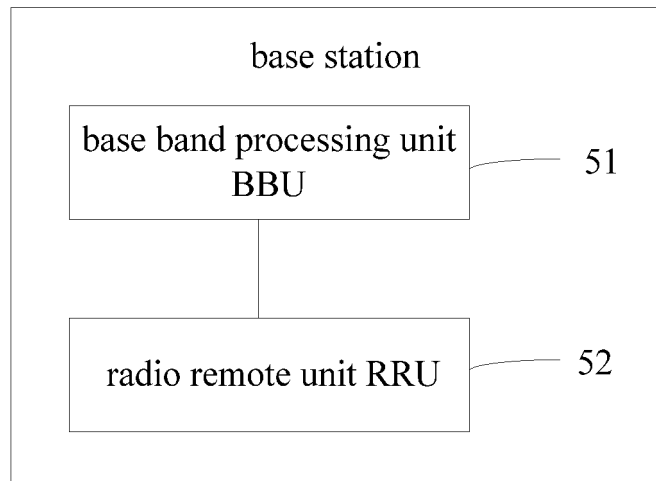 base station
base band processing unit
BBU
51
radio remote unit RRU
52